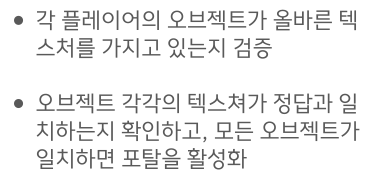 ● 각 플레이어의 오브젝트가 올바른 텍
스처를 가지고 있는지 검증
● 오브젝트 각각의 텍스쳐가 정답과 일
치하는지 확인하고, 모든 오브젝트가
일치하면 포탈을 활성화